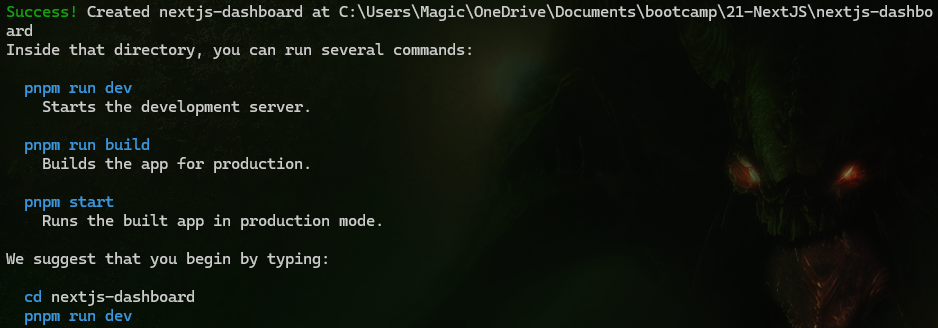 Success! Created nextjs-dashboard at C:\Users\Magic\OneDrive\Documents\bootcamp\21-NextJS\nextjs-dashbo
ard
Inside that directory, you can run several commands:
pnpm run dev
Starts the development server.
pnpm run build
Builds the app for production.
pnpm start
Runs the built app in production mode.
We suggest that you begin by typing:
cd nextjs-dashboard
pnpm run dev